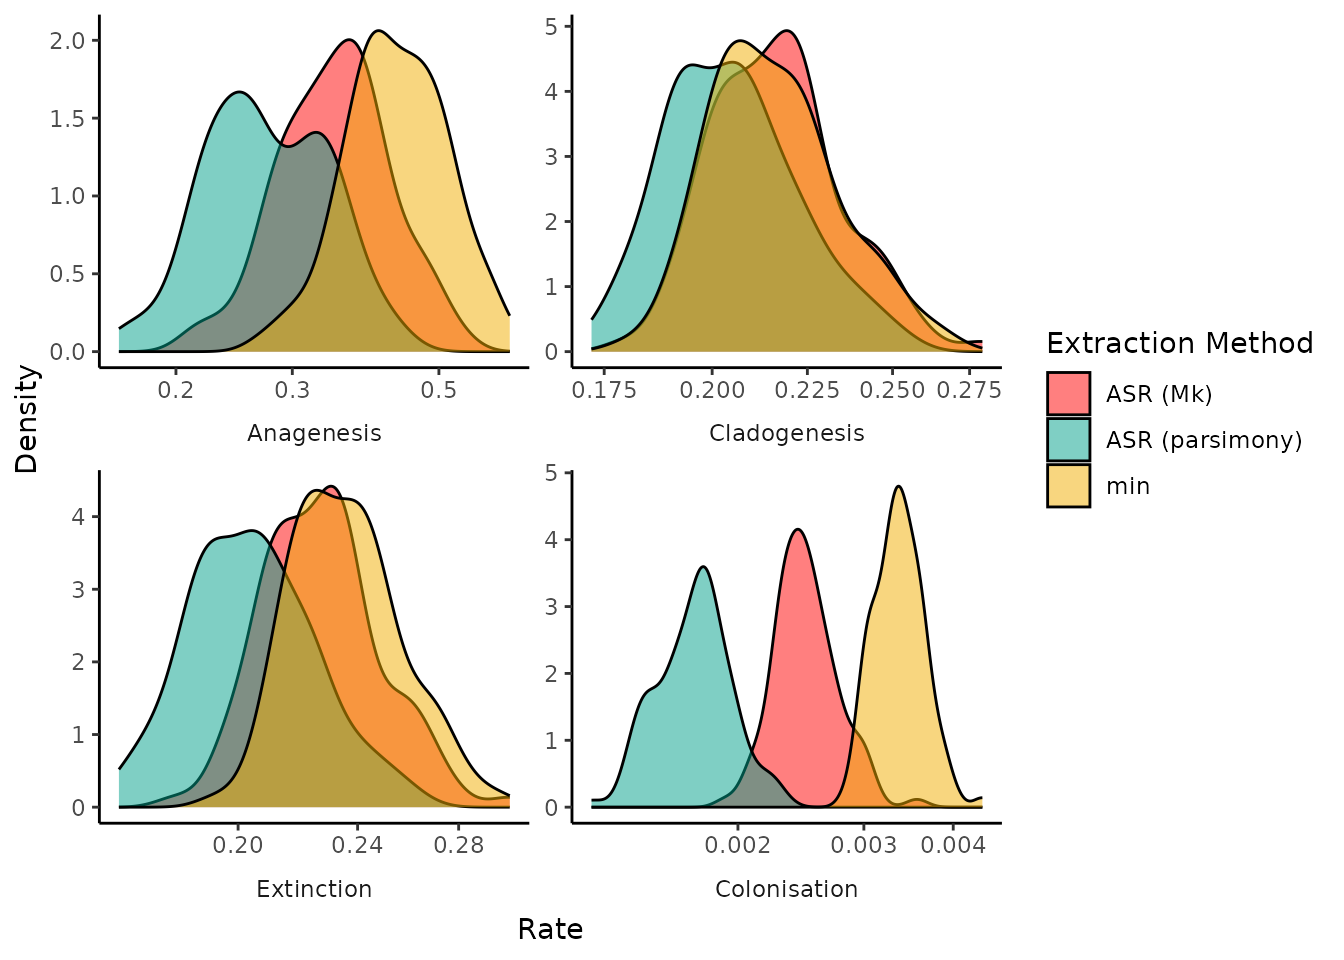 2.0
1.5
1.0
0.5
0.0
0.2 0.3 0.5
Anagenesis
5
4
3
2
1
0
0.175 0.200 0.225 0.250 0.275
Cladogenesis
Density
4
3
2
1
0
0.20 0.24 0.28
Extinction
5
4
3
2
1
0
0.002 0.003 0.004
Colonisation
Rate
Extraction Method
ASR (Mk)
ASR (parsimony)
min